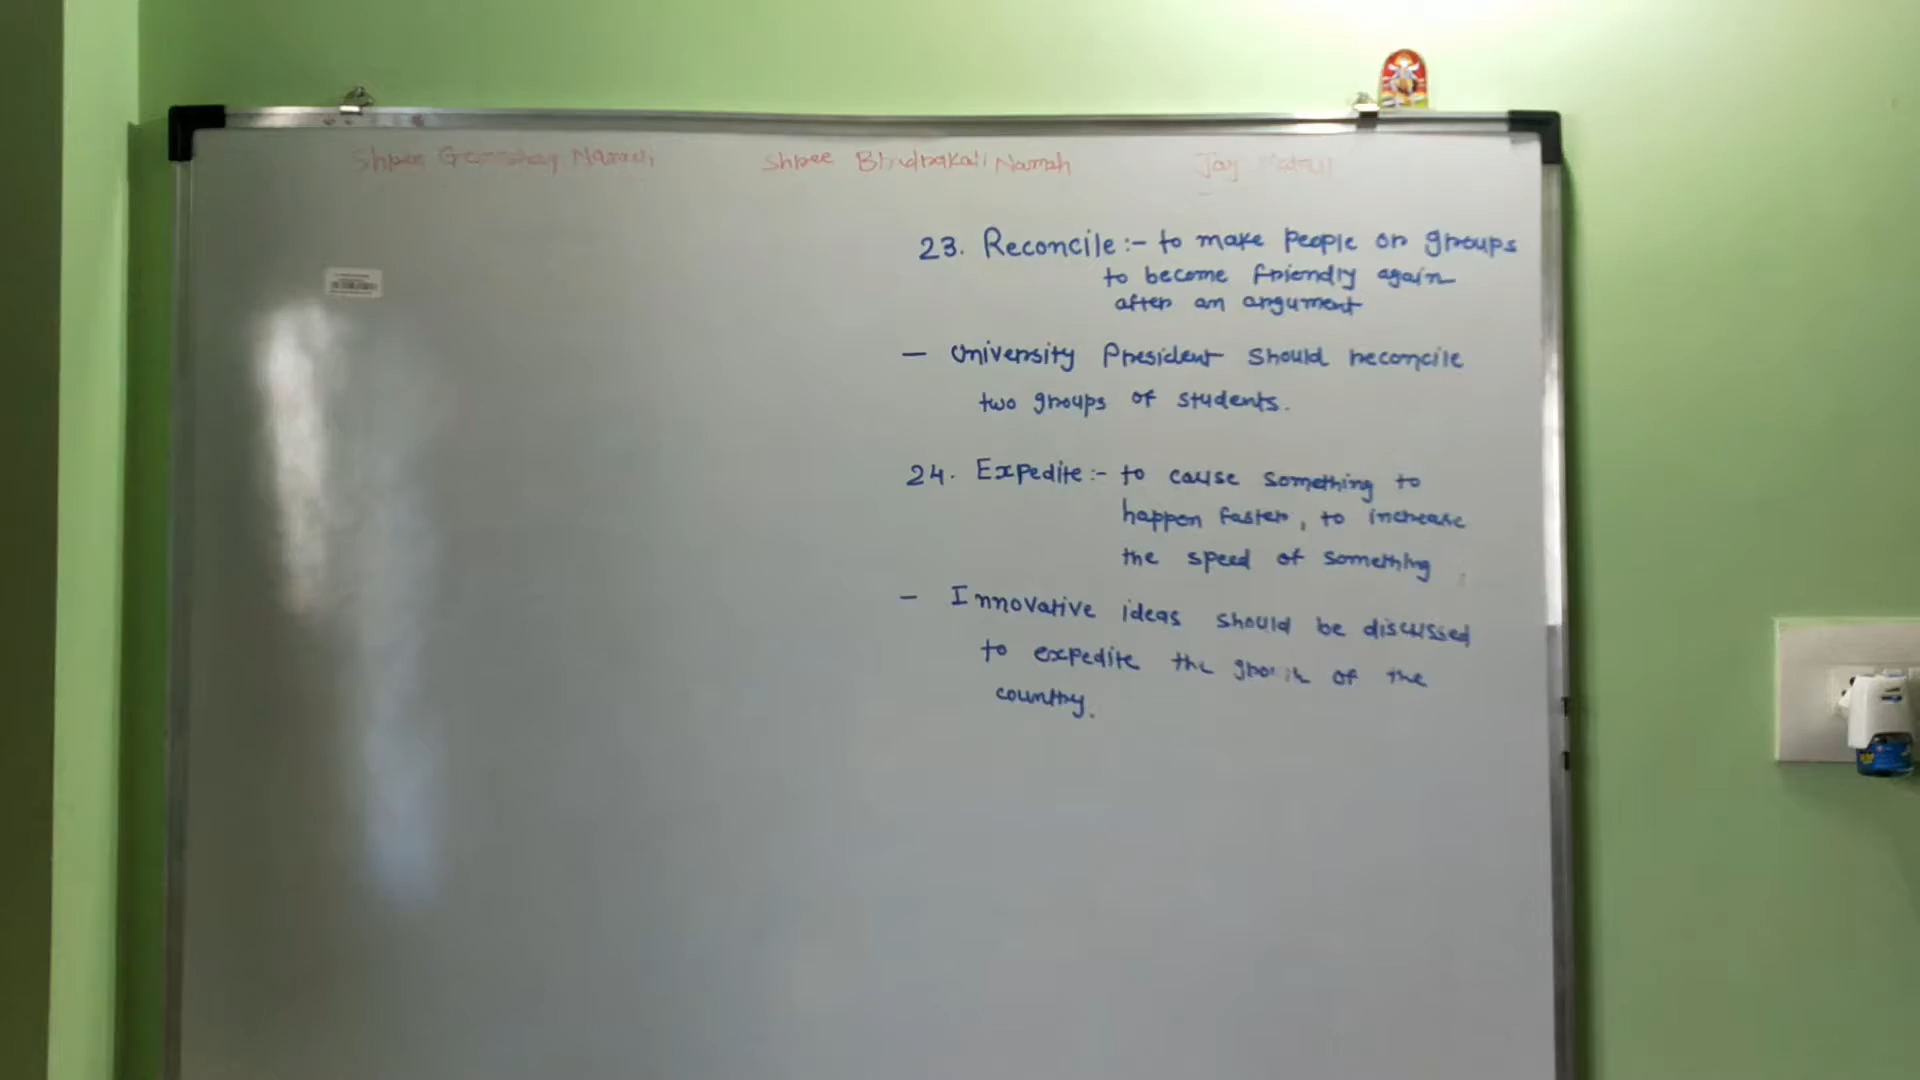 Shree Ganeshay Namah Shree Bhadrakali Namah Jay
23. Reconcile:- to make people or groups
to become friendly again
after an argument
- University President should reconcile
two groups of students.
24. Expedite:- to cause something to
happen faster, to increase
the speed of something
- Innovative ideas should be discussed
to expedite the growth of the
country.